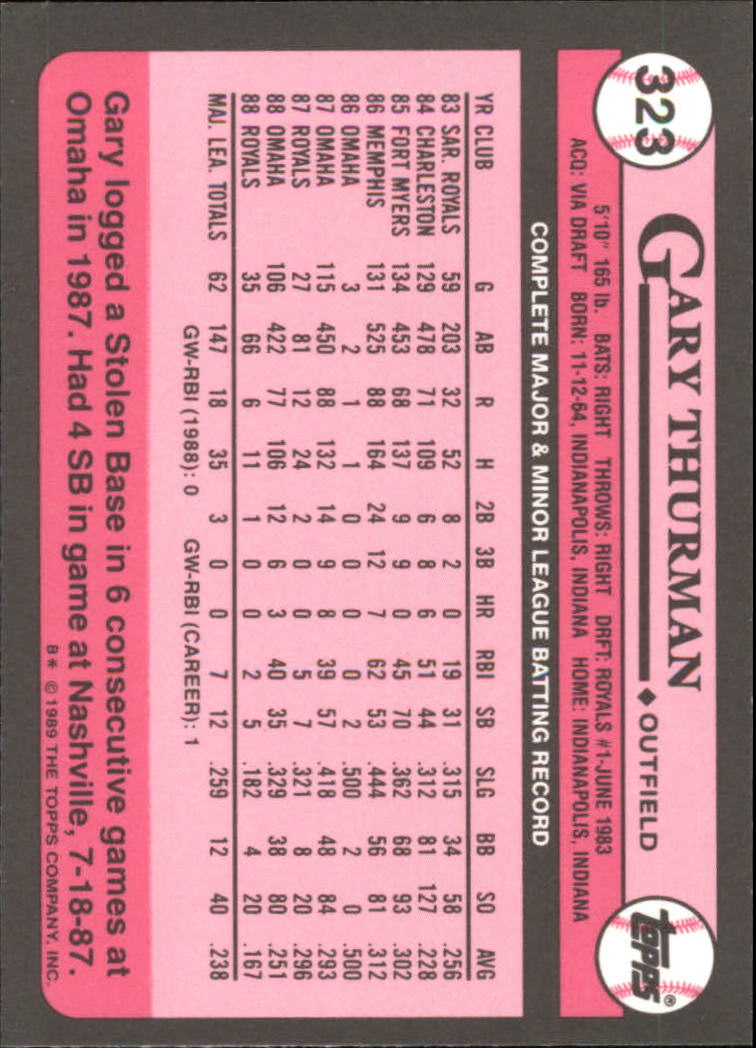 323
GARY THURMAN ◆OUTFIELD
topps®
5'10" 165 lb. BATS: RIGHT THROWS: RIGHT DRFT: ROYALS #1-JUNE 1983
ACQ: VIA DRAFT BORN: 11-12-64, INDIANAPOLIS, INDIANA HOME: INDIANAPOLIS, INDIANA
COMPLETE MAJOR & MINOR LEAGUE BATTING RECORD
YR CLUB G AB R H 2B 3B HR RBI SB SLG BB SO AVG
83 SAR. ROYALS 59 203 32 52 8 2 0 19 31 .315 34 58 .256
84 CHARLESTON 129 478 71 109 6 8 6 51 44 .312 81 127 .228
85 FORT MYERS 134 453 68 137 9 9 0 45 70 .362 68 93 .302
86 MEMPHIS 131 525 88 164 24 12 7 62 53 .444 56 81 .312
86 OMAHA 3 2 1 1 0 0 0 0 2 .500 2 0 .500
87 OMAHA 115 450 88 132 14 9 8 39 57 .418 48 84 .293
87 ROYALS 27 81 12 24 2 0 0 5 7 .321 8 20 .296
88 OMAHA 106 422 77 106 12 6 3 40 35 .329 38 80 .251
88 ROYALS 35 66 6 11 1 0 0 2 5 .182 4 20 .167
MAJ. LEA. TOTALS 62 147 18 35 3 0 0 7 12 .259 12 40 .238
GW-RBI (1988): 0 GW-RBI (CAREER): 1
Gary logged a Stolen Base in 6 consecutive games at
Omaha in 1987. Had 4 SB in game at Nashville, 7-18-87.
B* © 1989 THE TOPPS COMPANY, INC.